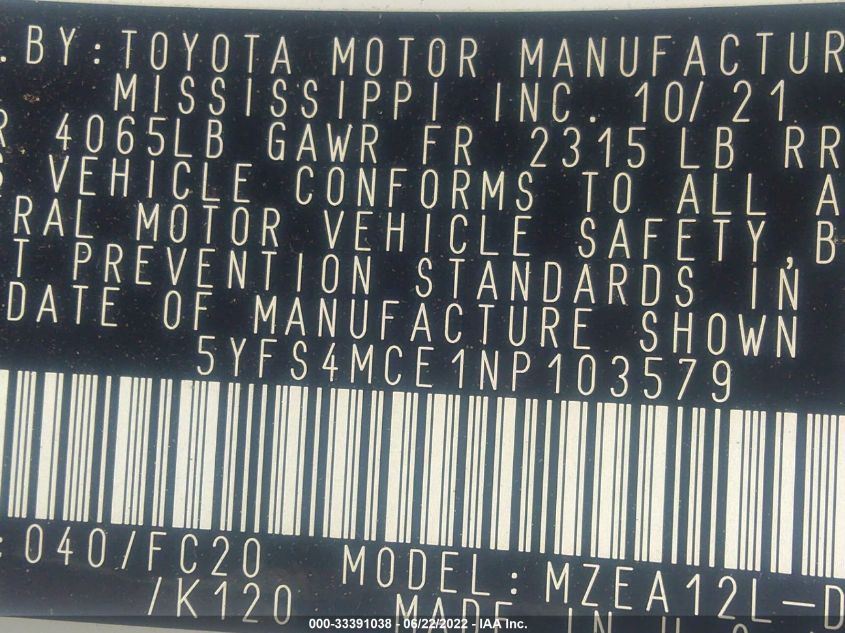 . BY: TOYOTA MOTOR MANUFACTUR
MISSISSIPPI INC. 10/21
R 4065LB GAWR FR 2315 LB RR
S VEHICLE CONFORMS TO ALL A
RAL MOTOR VEHICLE SAFETY, B
T PREVENTION STANDARDS IN
DATE OF MANUFACTURE SHOWN
5YFS4MCE1NP103579
: 040/FC20 MODEL: MZEA12L-D
/K120 MADE IN U.S
000-33391038 - 06/22/2022 - IAA Inc.